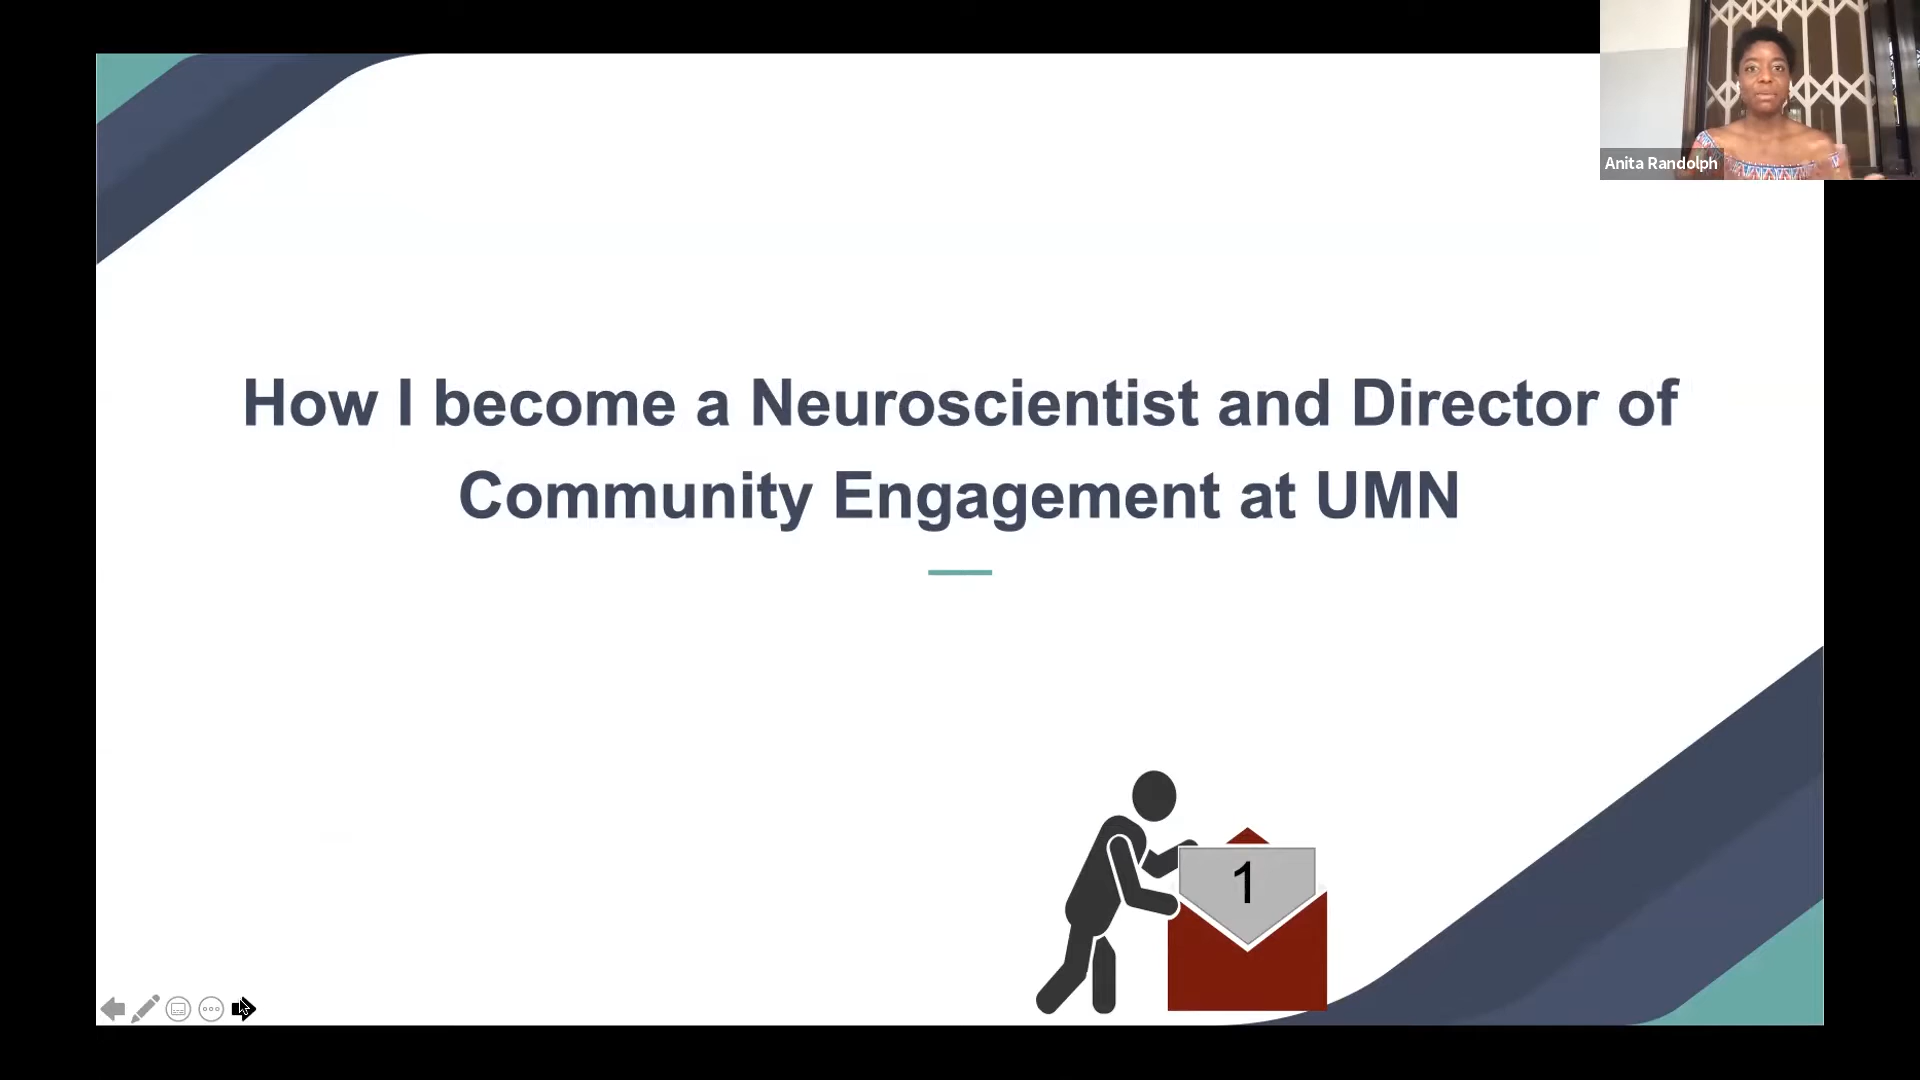 Anita Randolph
How I become a Neuroscientist and Director of
Community Engagement at UMN
1